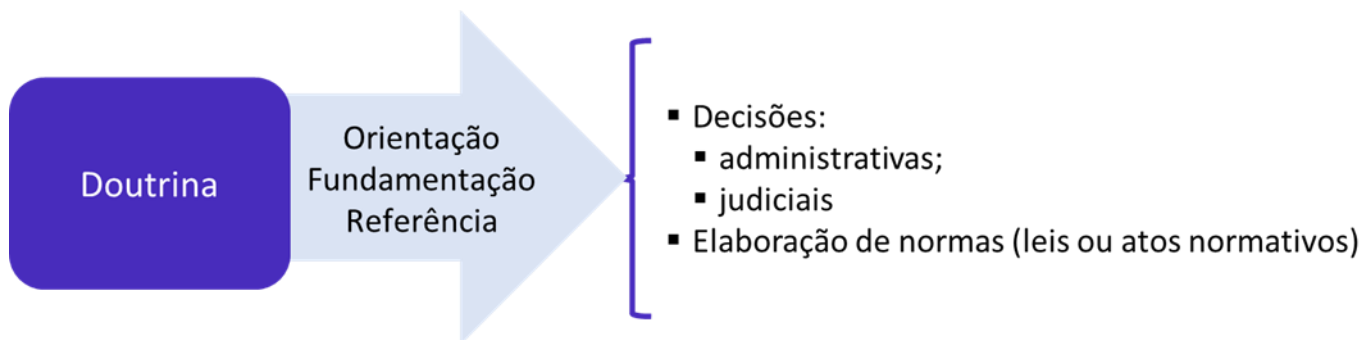 Doutrina
Orientação
Fundamentação
Referência
▪ Decisões:
▪ administrativas;
▪ judiciais
▪ Elaboração de normas (leis ou atos normativos)